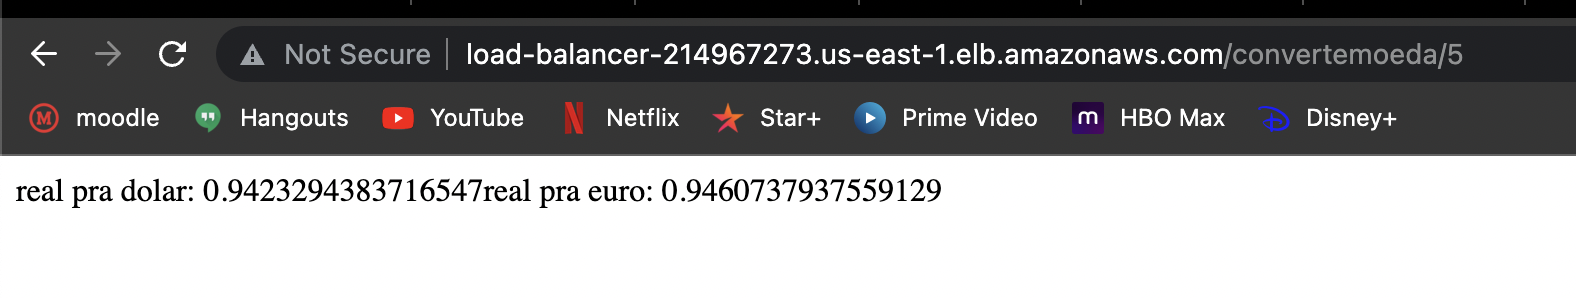 Not Secure load-balancer-214967273.us-east-1.elb.amazonaws.com/convertemoeda/5
M moodle Hangouts YouTube N Netflix Star+ Prime Video m HBO Max D Disney+
real pra dolar: 0.9423294383716547real pra euro: 0.9460737937559129